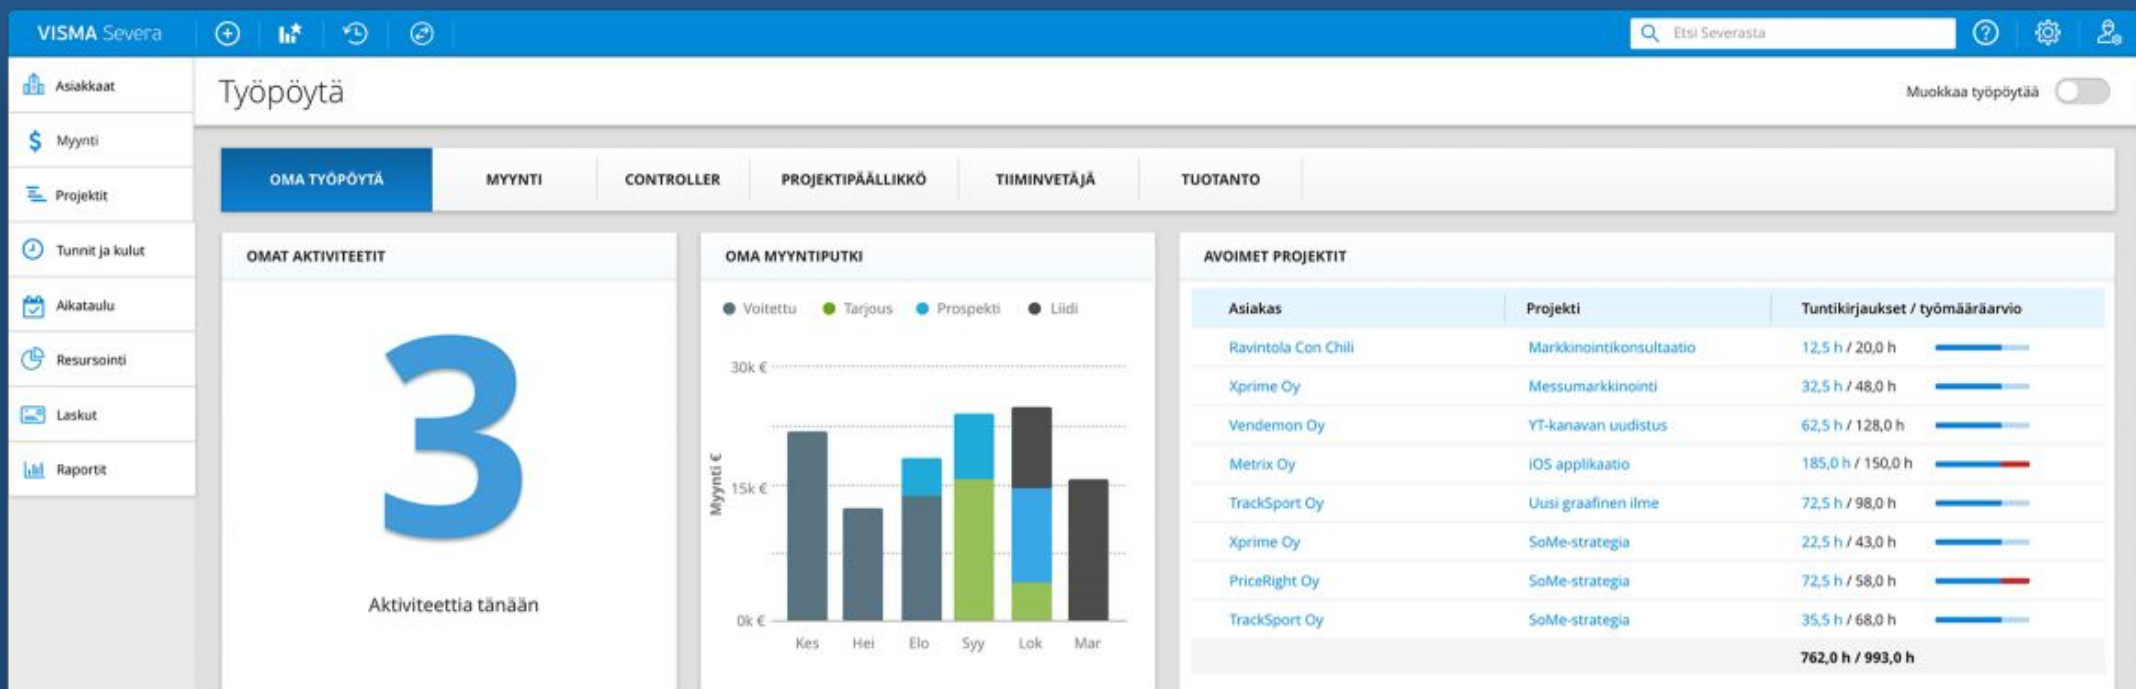 VISMA Severa
Etsi Severasta
Asiakkaat
Myynti
Projektit
Tunnit ja kulut
Aikataulu
Resursointi
Laskut
Raportit
Työpöytä
Muokkaa työpöytää
OMA TYÖPÖYTÄ MYYNTI CONTROLLER PROJEKTIPÄÄLLIKKÖ TIIMINVETÄJÄ TUOTANTO
OMAT AKTIVITEETIT
3
Aktiviteettia tänään
OMA MYYNTIPUTKI
Voitettu Tarjous Prospekti Liidi
Myynti €
30k €
15k €
0k €
Kes Hei Elo Syy Lok Mar
AVOIMET PROJEKTIT
Asiakas Projekti Tuntikirjaukset / työmääräarvio
Ravintola Con Chili Markkinointikonsultaatio 12,5 h / 20,0 h
Xprime Oy Messumarkkinointi 32,5 h / 48,0 h
Vendemon Oy YT-kanavan uudistus 62,5 h / 128,0 h
Metrix Oy iOS applikaatio 185,0 h / 150,0 h
TrackSport Oy Uusi graafinen ilme 72,5 h / 98,0 h
Xprime Oy SoMe-strategia 22,5 h / 43,0 h
PriceRight Oy SoMe-strategia 72,5 h / 58,0 h
TrackSport Oy SoMe-strategia 35,5 h / 68,0 h
762,0 h / 993,0 h